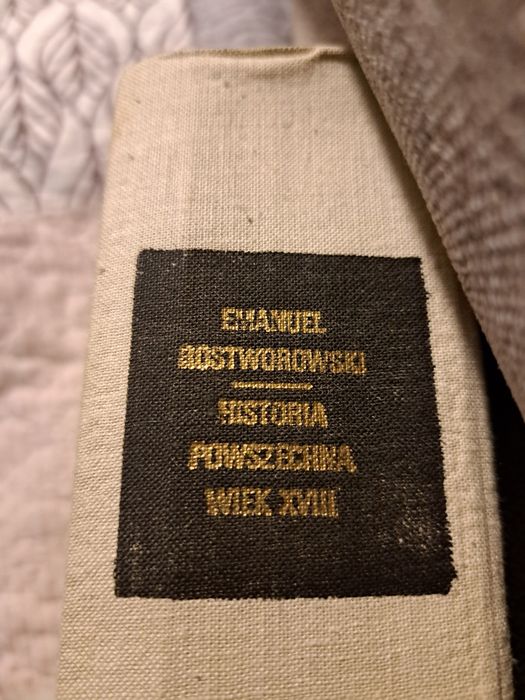 EMANUEL
ROSTWOROWSKI
HISTORIA
POWSZECHNA
WIEK XVIII